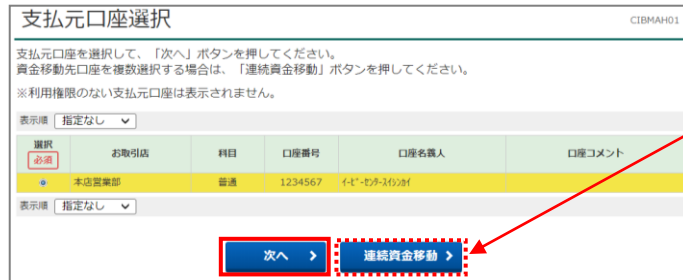 支払元口座選択 CIBMAH01
支払元口座を選択して、「次へ」ボタンを押してください。
資金移動先口座を複数選択する場合は、「連続資金移動」ボタンを押してください。
※利用権限のない支払元口座は表示されません。
表示順 指定なし
選択 必須 お取引店 科目 口座番号 口座名義人 口座コメント
本店営業部 普通 1234567 イービーセンタースイシンカイ
表示順 指定なし
次へ 連続資金移動